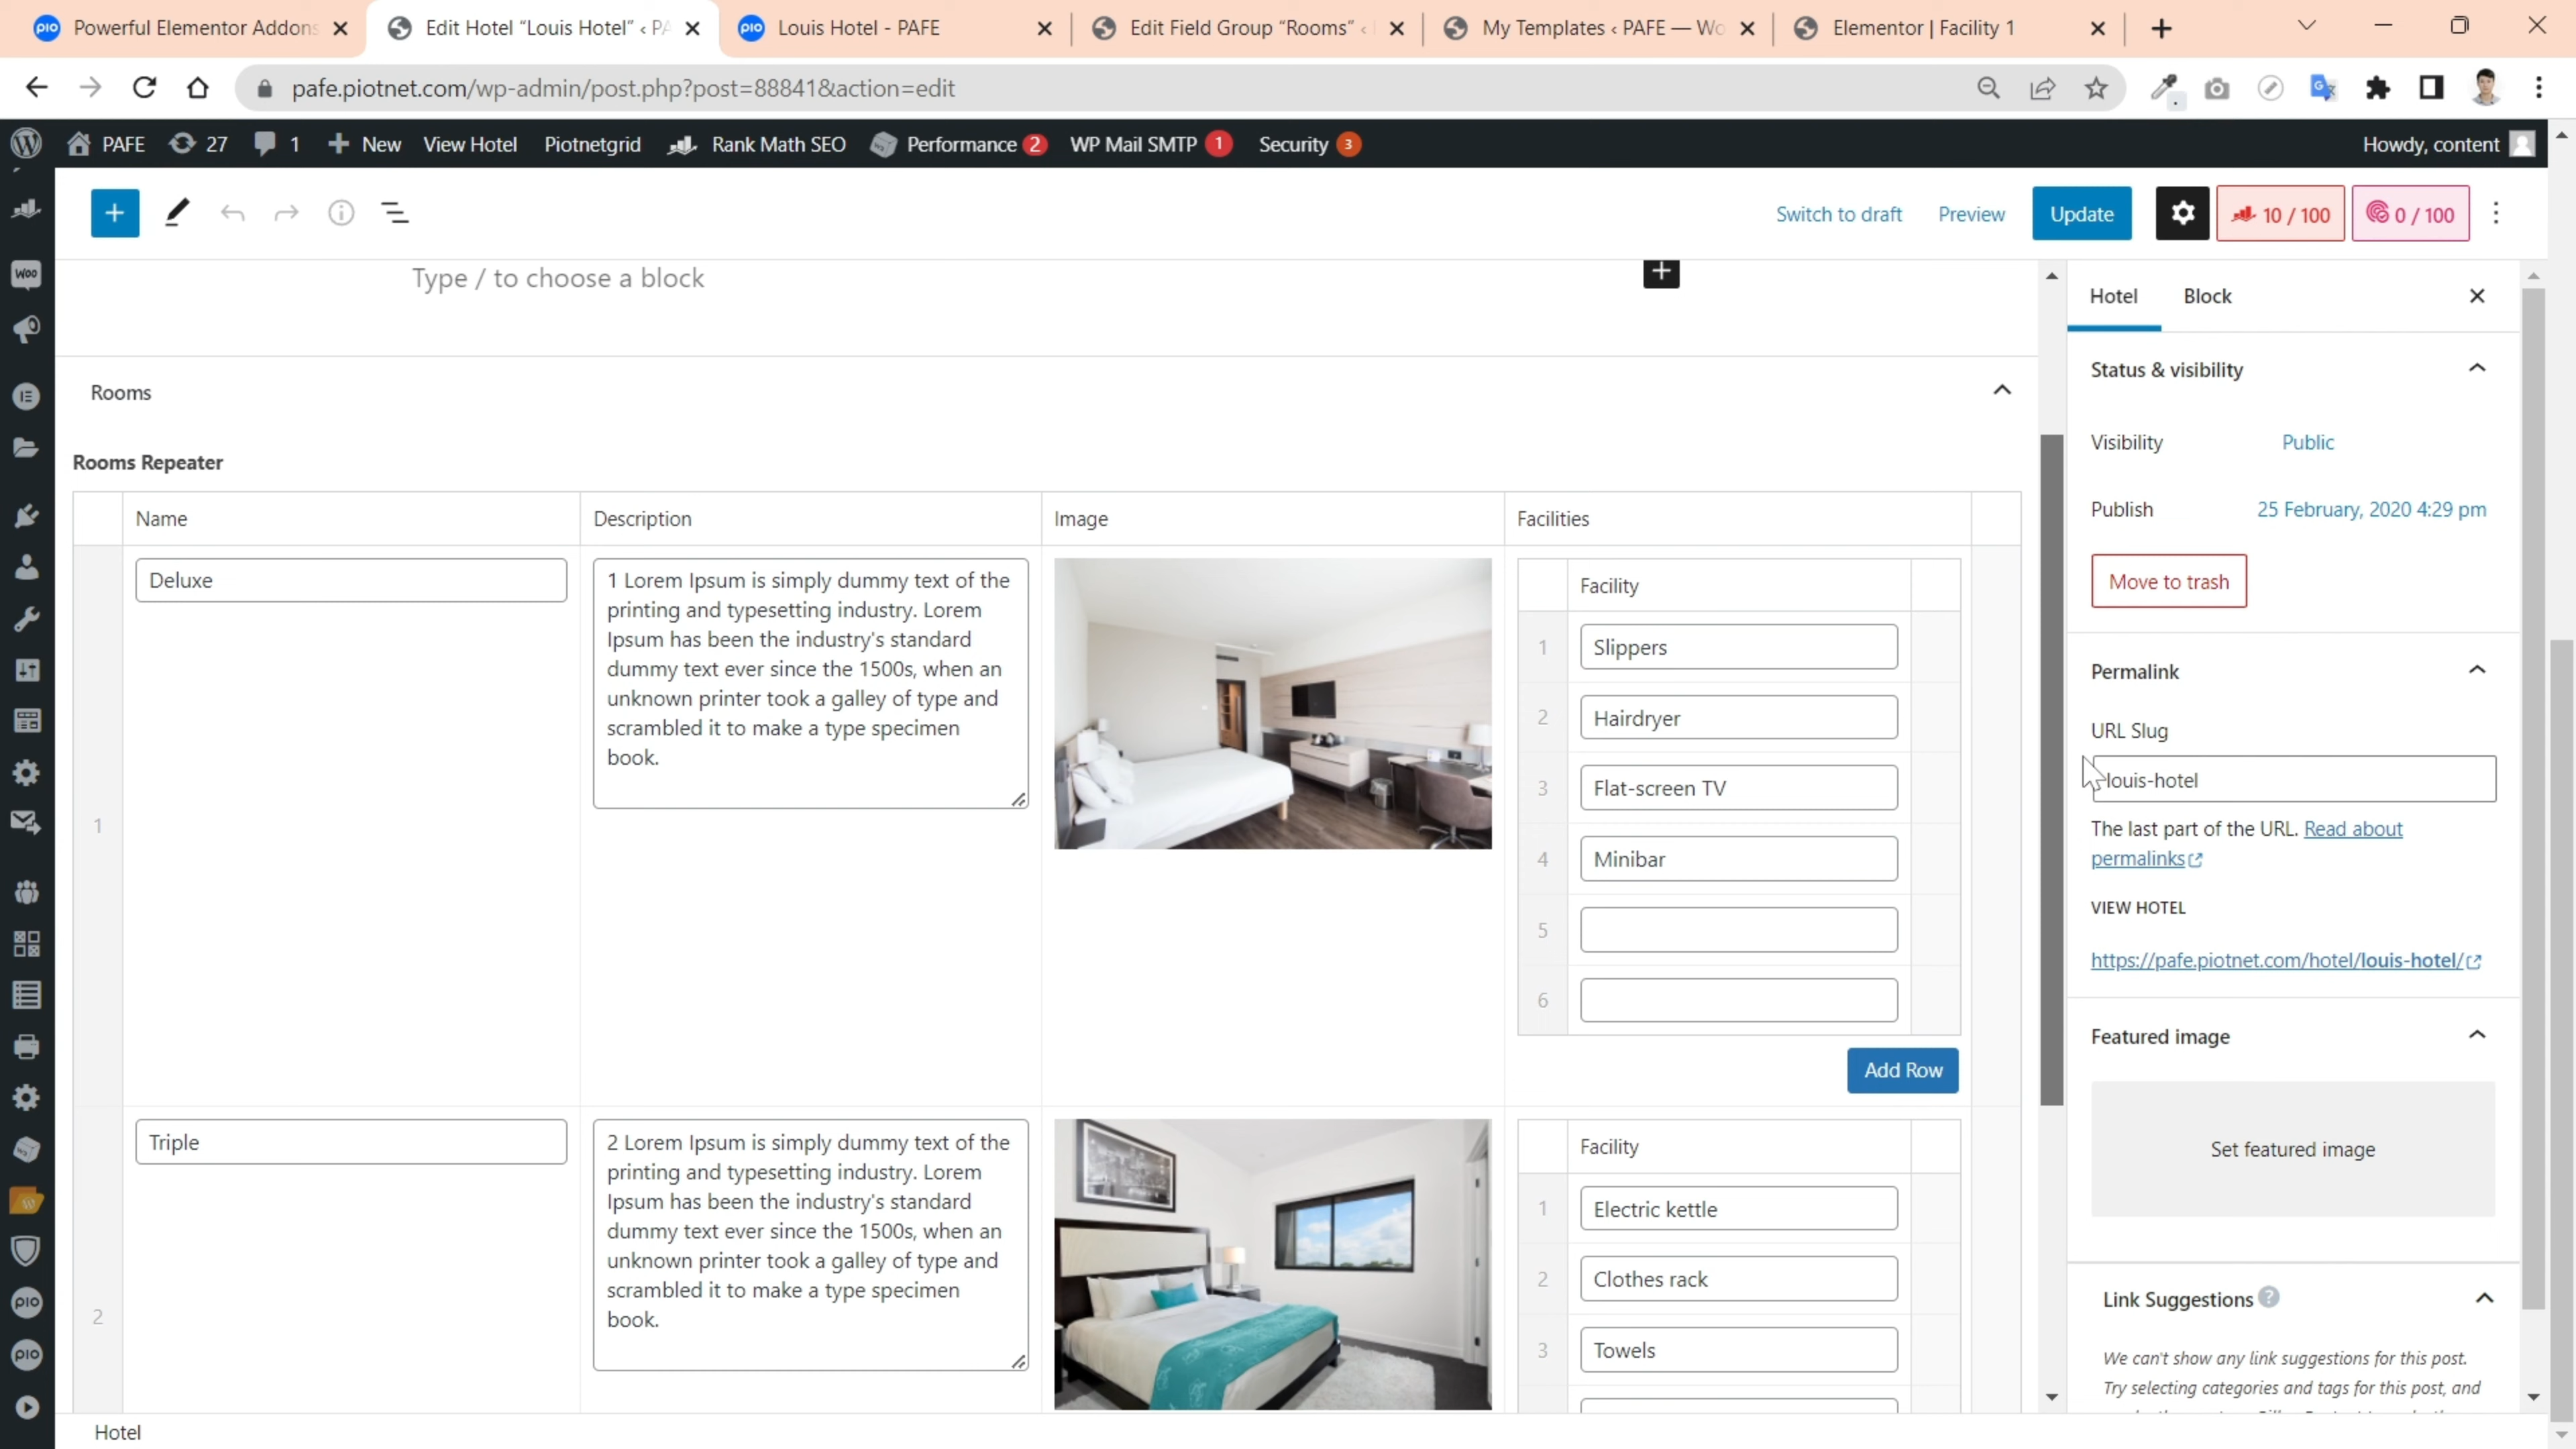 pio Powerful Elementor Addons
Edit Hotel “Louis Hotel” ‹ PA
pio Louis Hotel - PAFE
Edit Field Group “Rooms” ‹
My Templates ‹ PAFE — Wo
Elementor | Facility 1
pafe.piotnet.com/wp-admin/post.php?post=88841&action=edit
PAFE 27 1 New View Hotel Piotnetgrid Rank Math SEO Performance 2 WP Mail SMTP 1 Security 3 Howdy, content
Switch to draft Preview Update 10 / 100 0 / 100
Type / to choose a block
Hotel Block
Status & visibility
Visibility Public
Publish 25 February, 2020 4:29 pm
Move to trash
Permalink
URL Slug
louis-hotel
The last part of the URL. Read about
permalinks
VIEW HOTEL
https://pafe.piotnet.com/hotel/louis-hotel/
Featured image
Set featured image
Link Suggestions ?
We can't show any link suggestions for this post.
Try selecting categories and tags for this post, and
Rooms
Rooms Repeater
Name Description Image Facilities
1
Deluxe
1 Lorem Ipsum is simply dummy text of the
printing and typesetting industry. Lorem
Ipsum has been the industry's standard
dummy text ever since the 1500s, when an
unknown printer took a galley of type and
scrambled it to make a type specimen
book.
Facility
1 Slippers
2 Hairdryer
3 Flat-screen TV
4 Minibar
5
6
Add Row
2
Triple
2 Lorem Ipsum is simply dummy text of the
printing and typesetting industry. Lorem
Ipsum has been the industry's standard
dummy text ever since the 1500s, when an
unknown printer took a galley of type and
scrambled it to make a type specimen
book.
Facility
1 Electric kettle
2 Clothes rack
3 Towels
Woo
pio
pio
Hotel